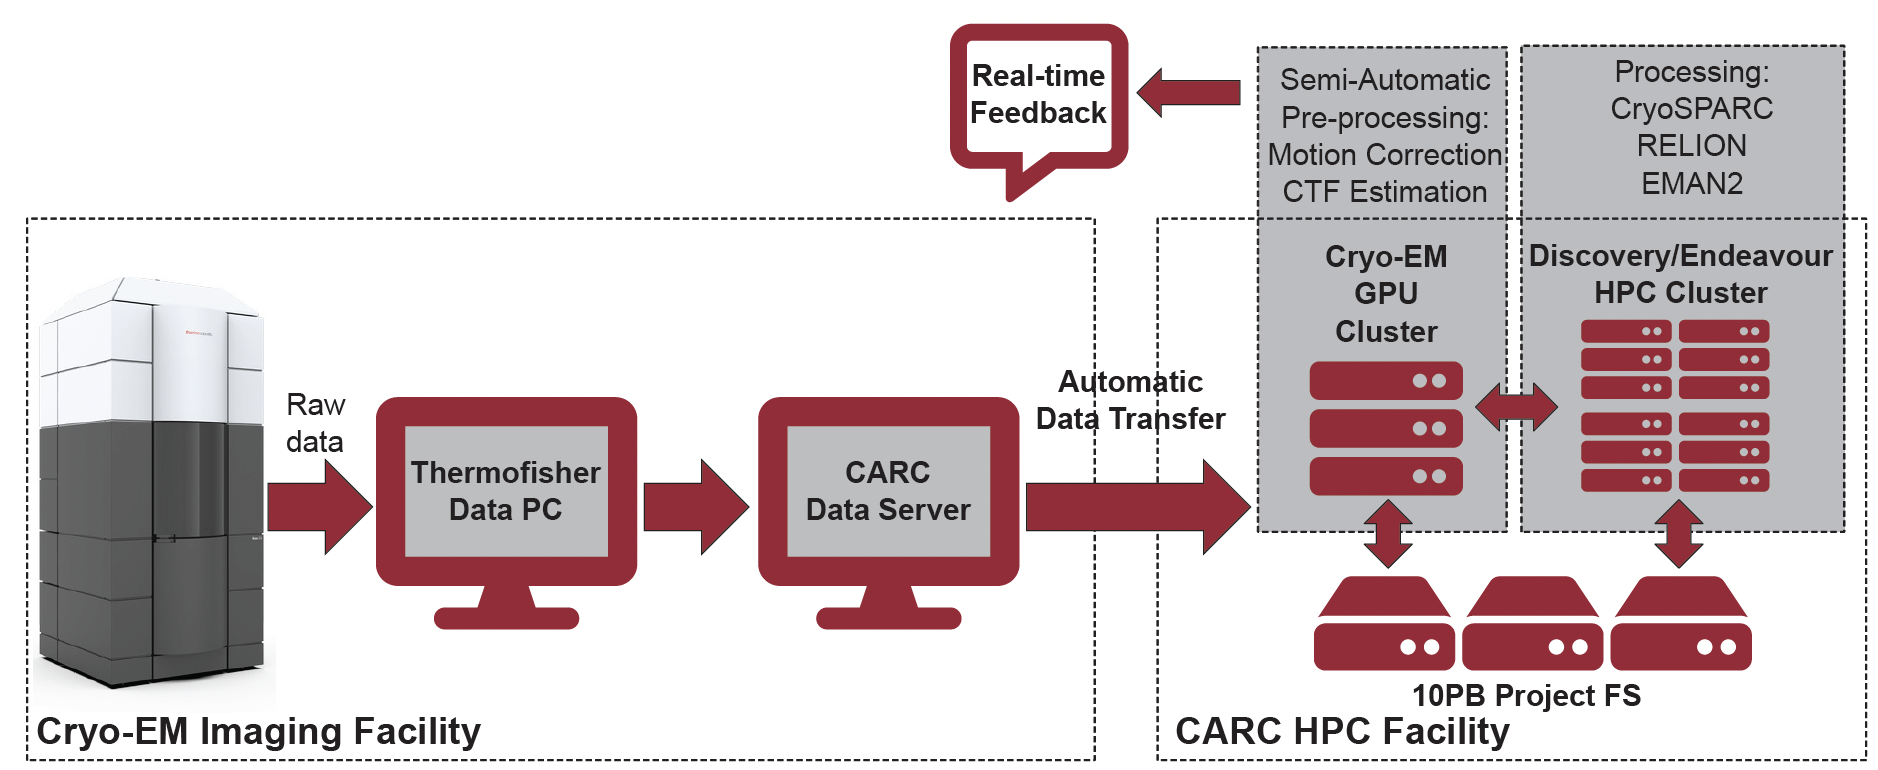 Real-time
Feedback
Semi-Automatic
Pre-processing:
Motion Correction
CTF Estimation
Processing:
CryoSPARC
RELION
EMAN2
Cryo-EM
GPU
Cluster
Discovery/Endeavour
HPC Cluster
Raw
data
Thermofisher
Data PC
CARC
Data Server
Automatic
Data Transfer
10PB Project FS
Cryo-EM Imaging Facility
CARC HPC Facility